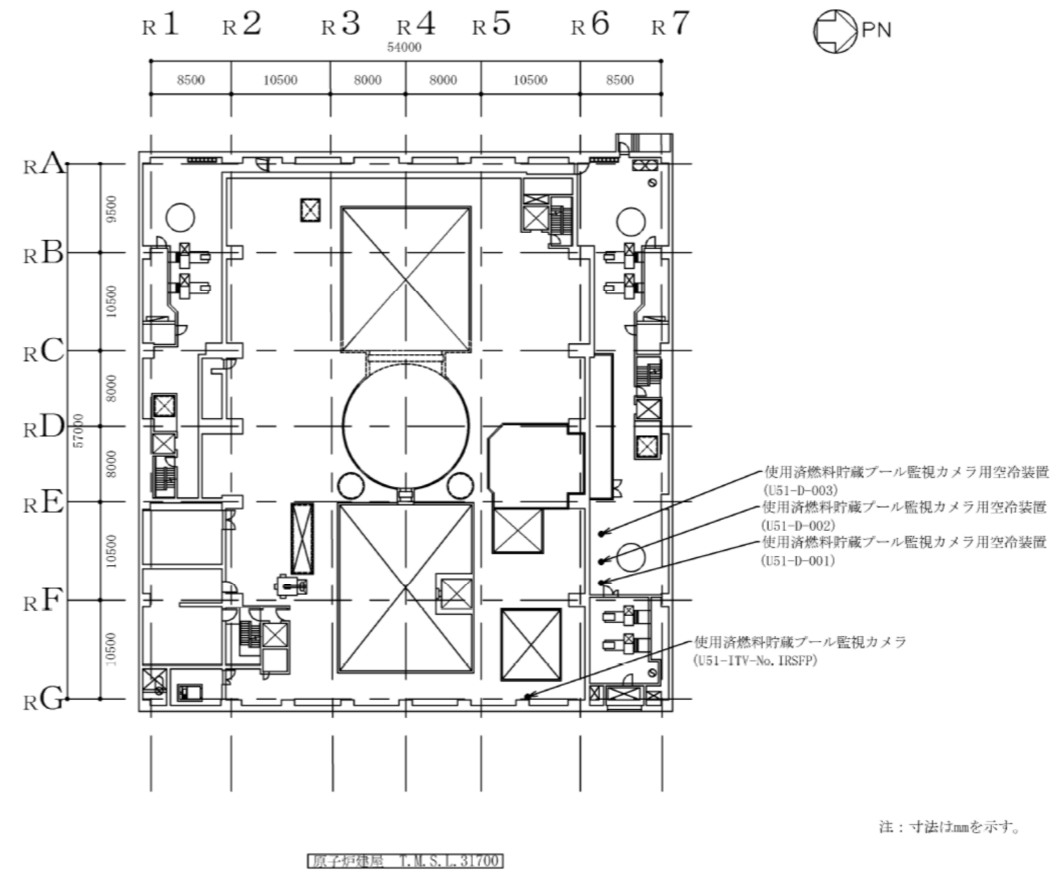 R1 R2 R3 R4 R5 R6 R7
PN
54000
8500 10500 8000 8000 10500 8500
RA
9500
RB
10500
RC
8000
RD
57000
8000
RE
10500
RF
10500
RG
使用済燃料貯蔵プール監視カメラ用空冷装置
(U51-D-003)
使用済燃料貯蔵プール監視カメラ用空冷装置
(U51-D-002)
使用済燃料貯蔵プール監視カメラ用空冷装置
(U51-D-001)
使用済燃料貯蔵プール監視カメラ
(U51-ITV-No.IRSFP)
注：寸法はmmを示す。
原子炉建屋 T.M.S.L.31700